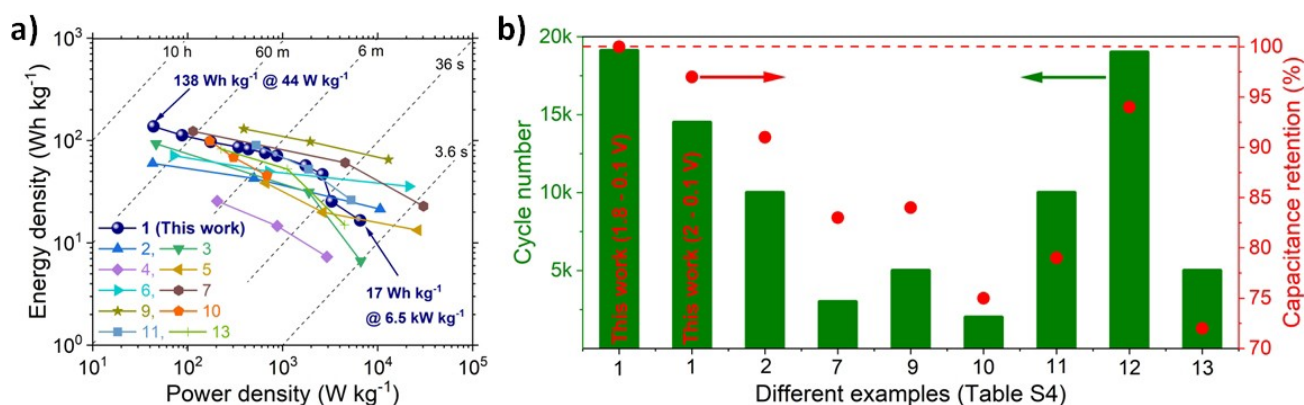 a)
10³
10²
10¹
10⁰
Energy density (Wh kg⁻¹)
10 h
60 m
6 m
36 s
3.6 s
138 Wh kg⁻¹ @ 44 W kg⁻¹
1 (This work)
2, 3
4, 5
6, 7
9, 10
11, 13
17 Wh kg⁻¹
@ 6.5 kW kg⁻¹
10¹ 10² 10³ 10⁴ 10⁵
Power density (W kg⁻¹)
b)
20k
15k
10k
5k
Cycle number
This work (1.8 - 0.1 V)
This work (2 - 0.1 V)
100
95
90
85
80
75
70
Capacitance retention (%)
1 1 2 7 9 10 11 12 13
Different examples (Table S4)